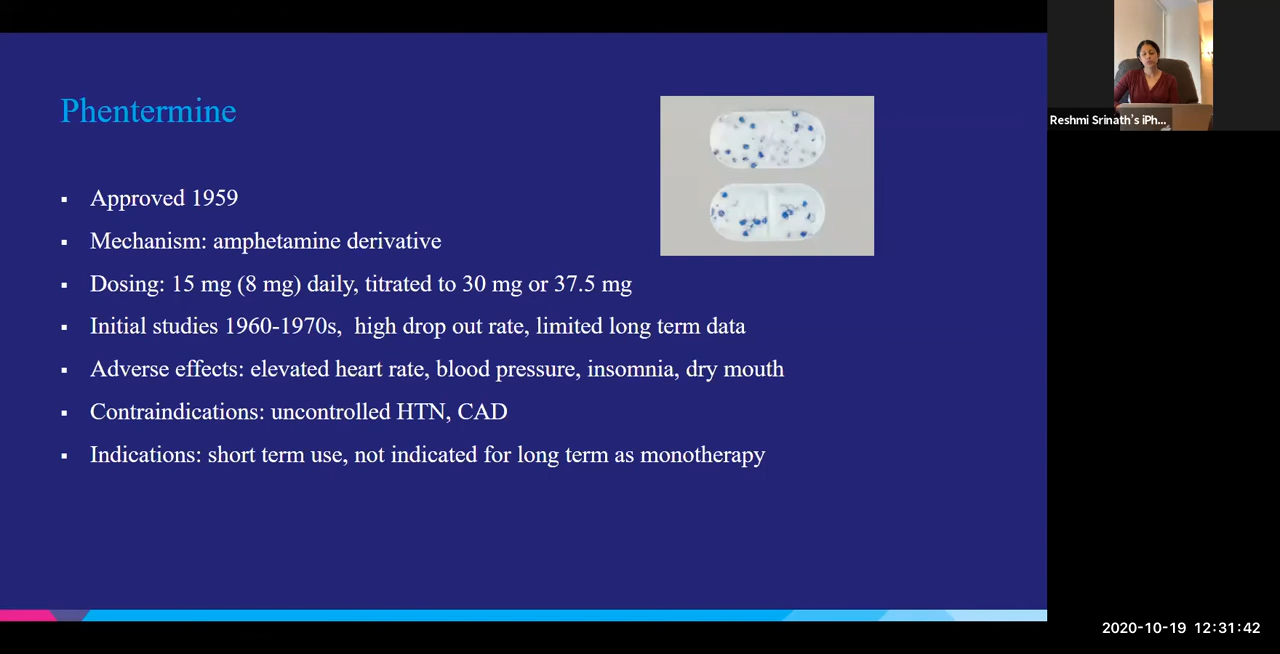 Phentermine
Approved 1959
Mechanism: amphetamine derivative
Dosing: 15 mg (8 mg) daily, titrated to 30 mg or 37.5 mg
Initial studies 1960-1970s, high drop out rate, limited long term data
Adverse effects: elevated heart rate, blood pressure, insomnia, dry mouth
Contraindications: uncontrolled HTN, CAD
Indications: short term use, not indicated for long term as monotherapy
Reshmi Srinath's iPh...
2020-10-19 12:31:42